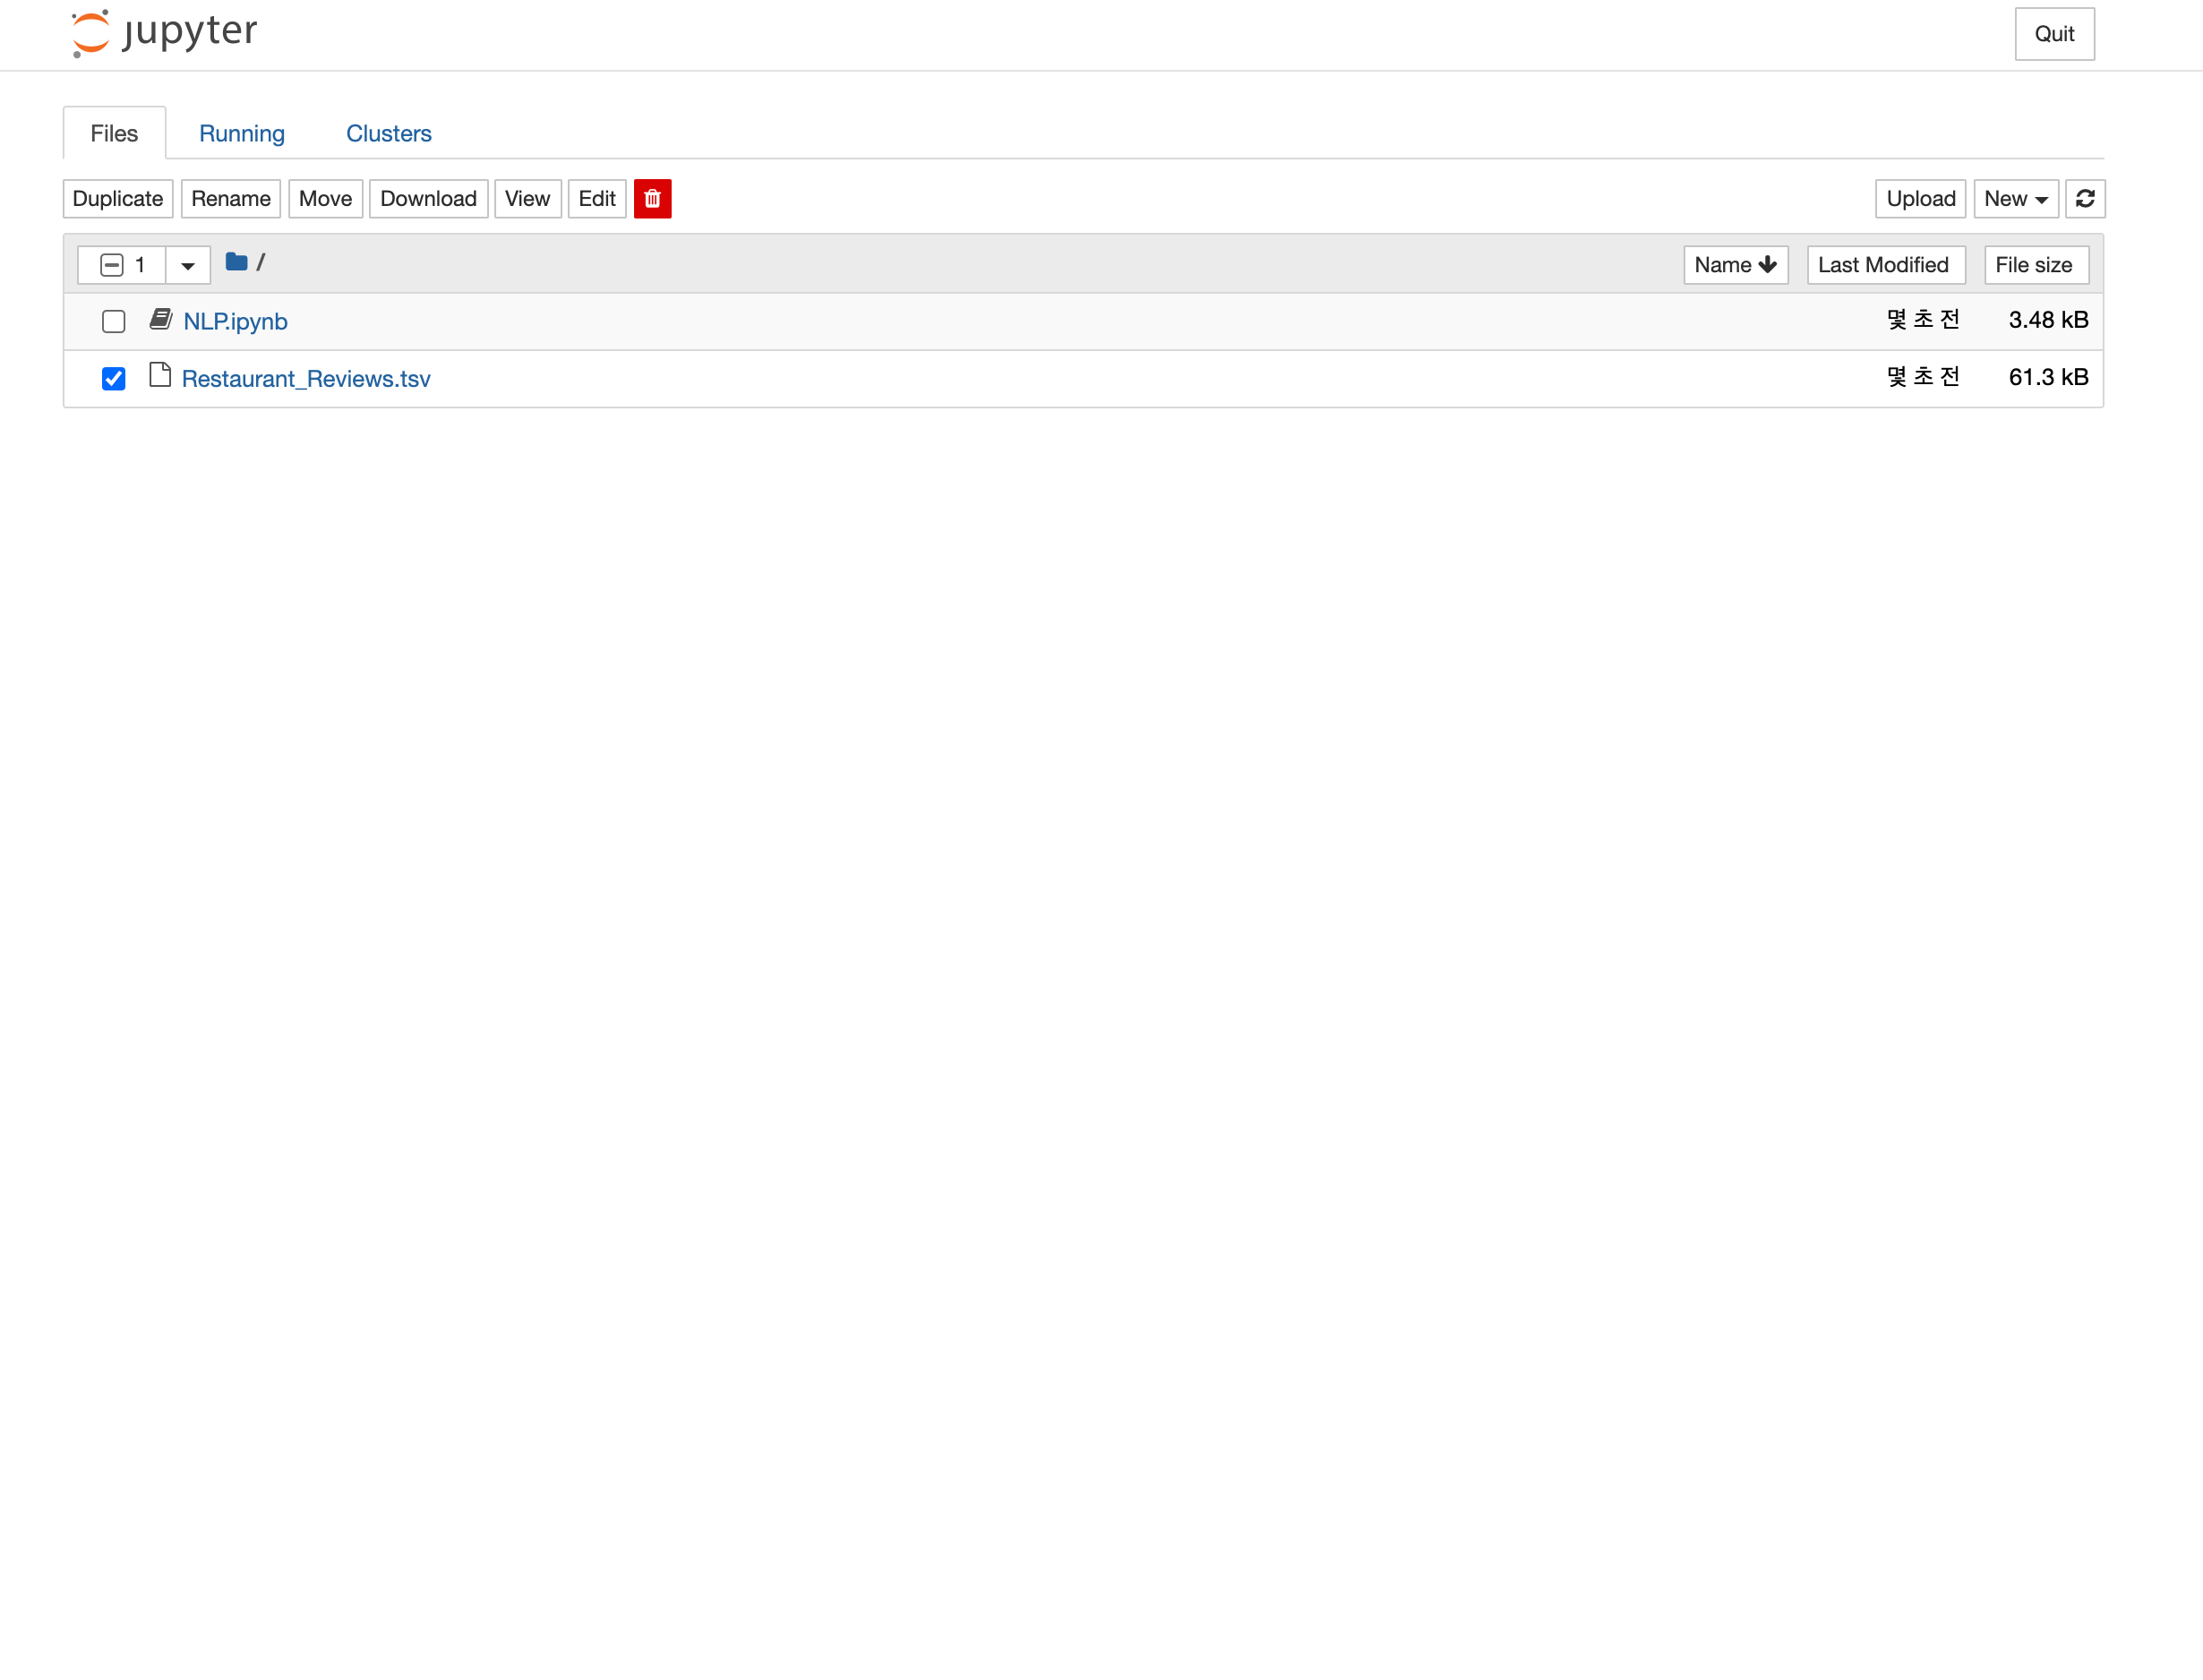 jupyter Quit
Files Running Clusters
Duplicate Rename Move Download View Edit Upload New
1 / Name Last Modified File size
NLP.ipynb 몇 초 전 3.48 kB
Restaurant_Reviews.tsv 몇 초 전 61.3 kB